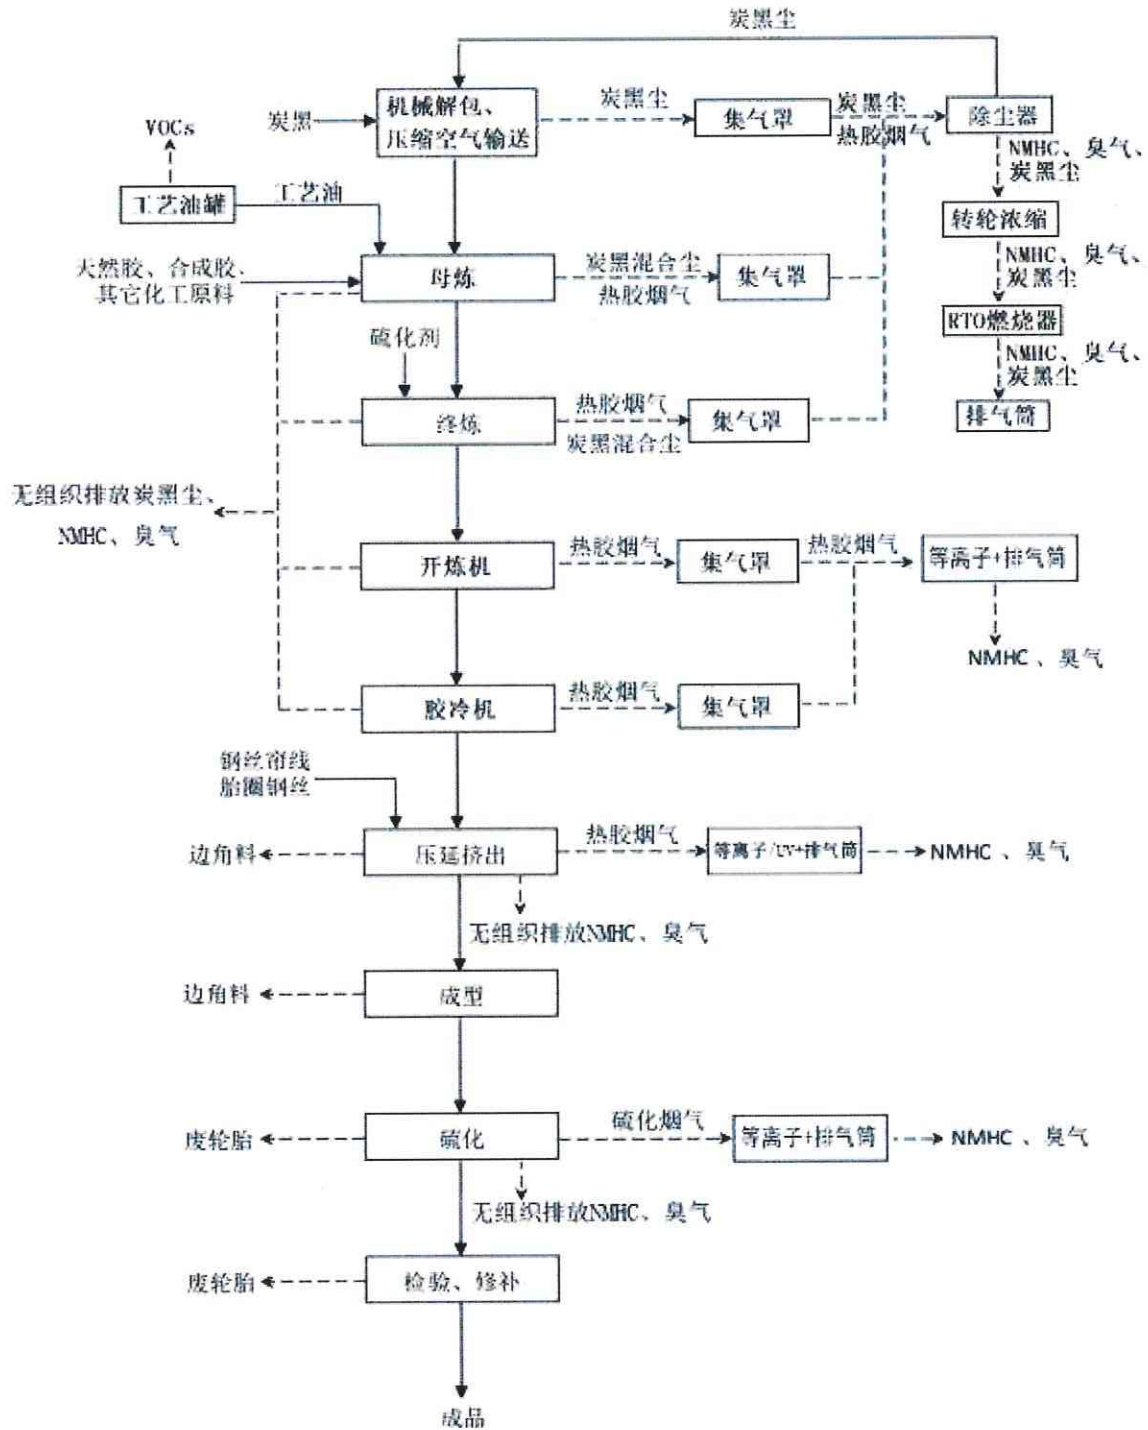 炭黑尘
炭黑
机械解包、
压缩空气输送
炭黑尘
集气罩
炭黑尘
热胶烟气
除尘器
NMHC、臭气、
炭黑尘
VOCs
工艺油罐
工艺油
转轮浓缩
NMHC、臭气、
炭黑尘
天然胶、合成胶、
其它化工原料
母炼
炭黑混合尘
热胶烟气
集气罩
RTO燃烧器
NMHC、臭气、
炭黑尘
硫化剂
终炼
热胶烟气
炭黑混合尘
集气罩
排气筒
无组织排放炭黑尘、
NMHC、臭气
开炼机
热胶烟气
集气罩
热胶烟气
等离子+排气筒
NMHC、臭气
胶冷机
热胶烟气
集气罩
钢丝帘线
胎圈钢丝
边角料
压延挤出
热胶烟气
等离子/UV+排气筒
NMHC、臭气
无组织排放NMHC、臭气
边角料
成型
废轮胎
硫化
硫化烟气
等离子+排气筒
NMHC、臭气
无组织排放NMHC、臭气
废轮胎
检验、修补
成品